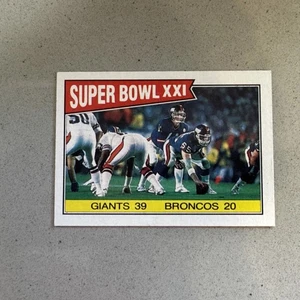 SUPER BOWL XXI
GIANTS 39 BRONCOS 20